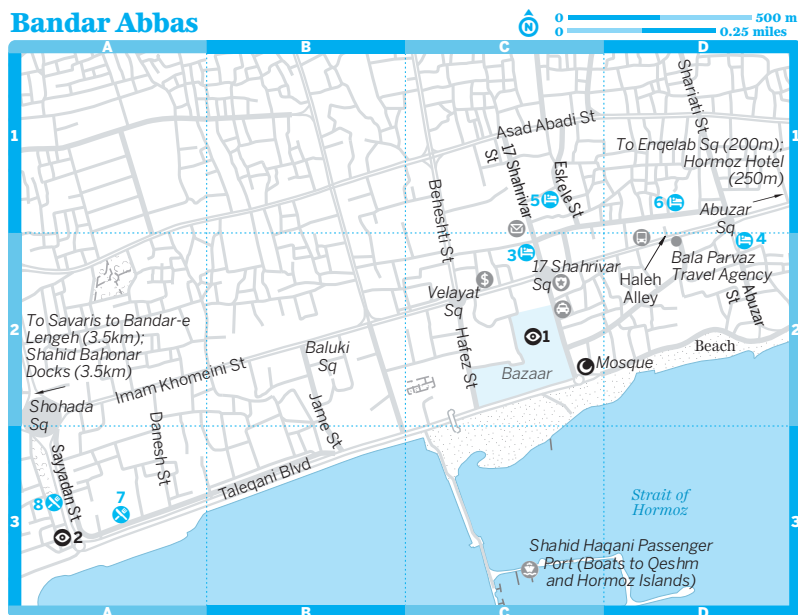 Bandar Abbas
N
0 500 m
0 0.25 miles
A B C D
1 1
2 2
3 3
A B C D
Shariati St
Asad Abadi St
To Enqelab Sq (200m);
Hormoz Hotel
(250m)
17 Shahrivar
St
Eskele St
Beheshti St
5
6
Abuzar
Sq
4
3
17 Shahrivar
Sq
Haleh
Alley
Bala Parvaz
Travel Agency
Abuzar
St
$
Velayat
Sq
To Savaris to Bandar-e
Lengeh (3.5km);
Shahid Bahonar
Docks (3.5km)
Hafez St
1
Baluki
Sq
Beach
Mosque
Bazaar
Imam Khomeini St
Shohada
Sq
Danesh St
Jame St
Sayyadan St
Taleqani Blvd
8
7
2
Strait of
Hormoz
Shahid Haqani Passenger
Port (Boats to Qeshm
and Hormoz Islands)